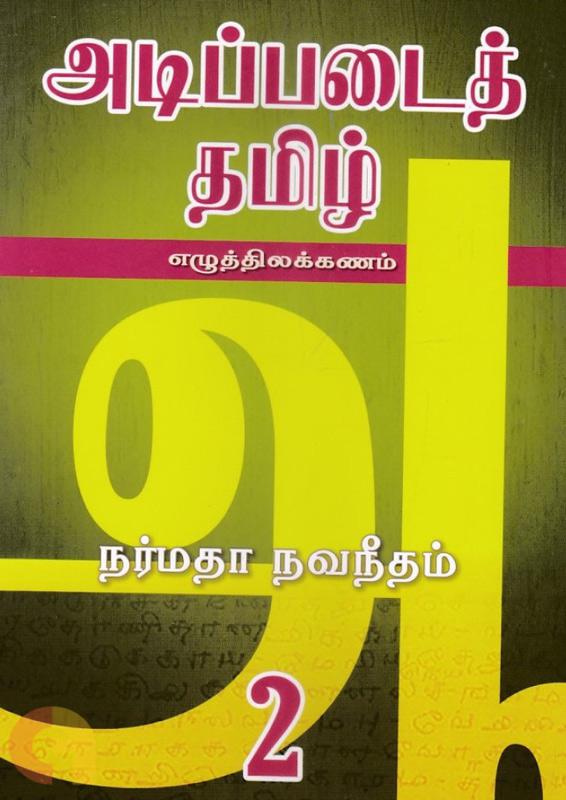 அடிப்படைத்
தமிழ்
எழுத்திலக்கணம்
அ
நர்மதா நவநீதம்
2